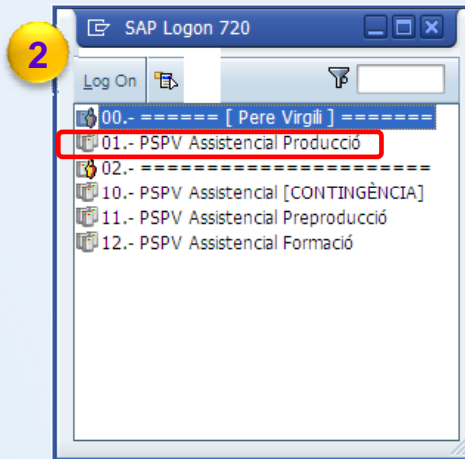 2
SAP Logon 720
Log On
00.- ====== [ Pere Virgili ] =======
01.- PSPV Assistencial Producció
02.- ======================
10.- PSPV Assistencial [CONTINGÈNCIA]
11.- PSPV Assistencial Preproducció
12.- PSPV Assistencial Formació